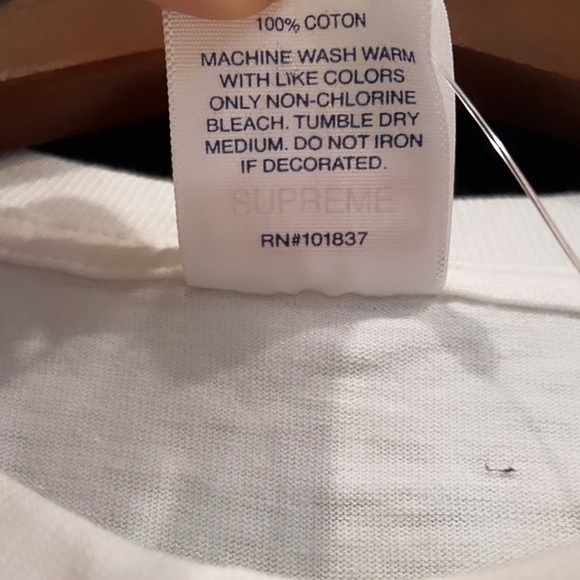 100% COTON
MACHINE WASH WARM
WITH LIKE COLORS
ONLY NON-CHLORINE
BLEACH. TUMBLE DRY
MEDIUM. DO NOT IRON
IF DECORATED.
SUPREME
RN#101837